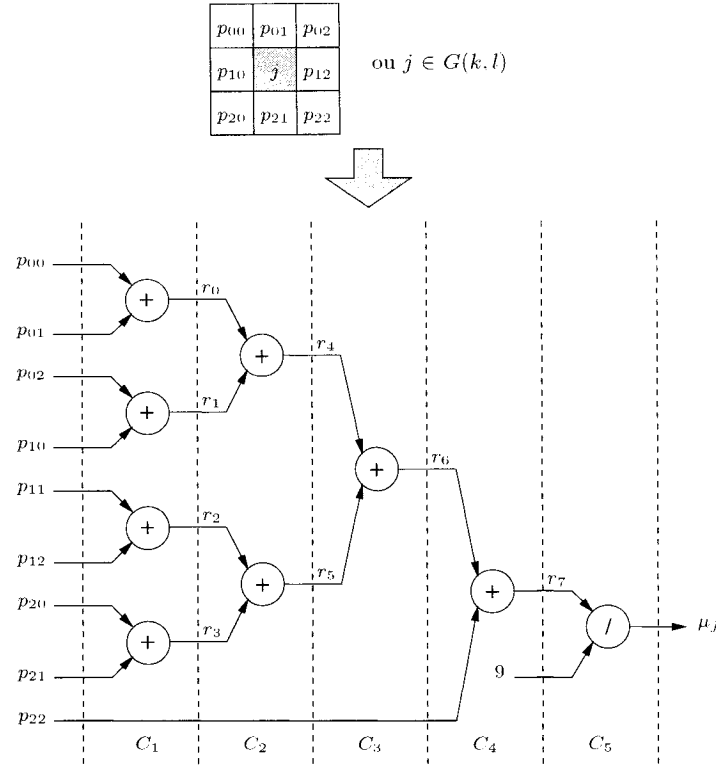 p00 p01 p02
p10 j p12 ou j ∈ G(k, l)
p20 p21 p22
p00
+ r0
p01
+ r4
p02
+ r1
p10
+ r6
p11
+ r2
p12
+ r5
p20
+ r7
/ μj
+ r3
p21
9
p22
C1 C2 C3 C4 C5